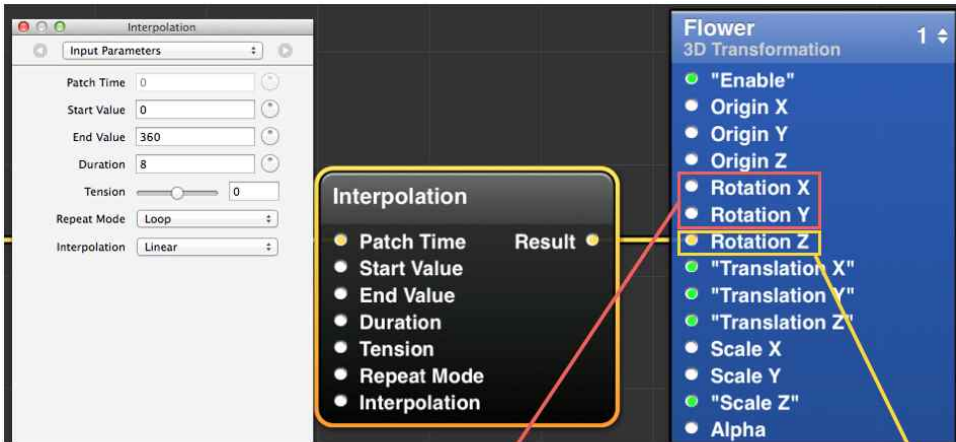 Interpolation
Input Parameters
Patch Time 0
Start Value 0
End Value 360
Duration 8
Tension 0
Repeat Mode Loop
Interpolation Linear
Interpolation
Patch Time Result
Start Value
End Value
Duration
Tension
Repeat Mode
Interpolation
Flower 1
3D Transformation
"Enable"
Origin X
Origin Y
Origin Z
Rotation X
Rotation Y
Rotation Z
"Translation X"
"Translation Y"
"Translation Z"
Scale X
Scale Y
"Scale Z"
Alpha